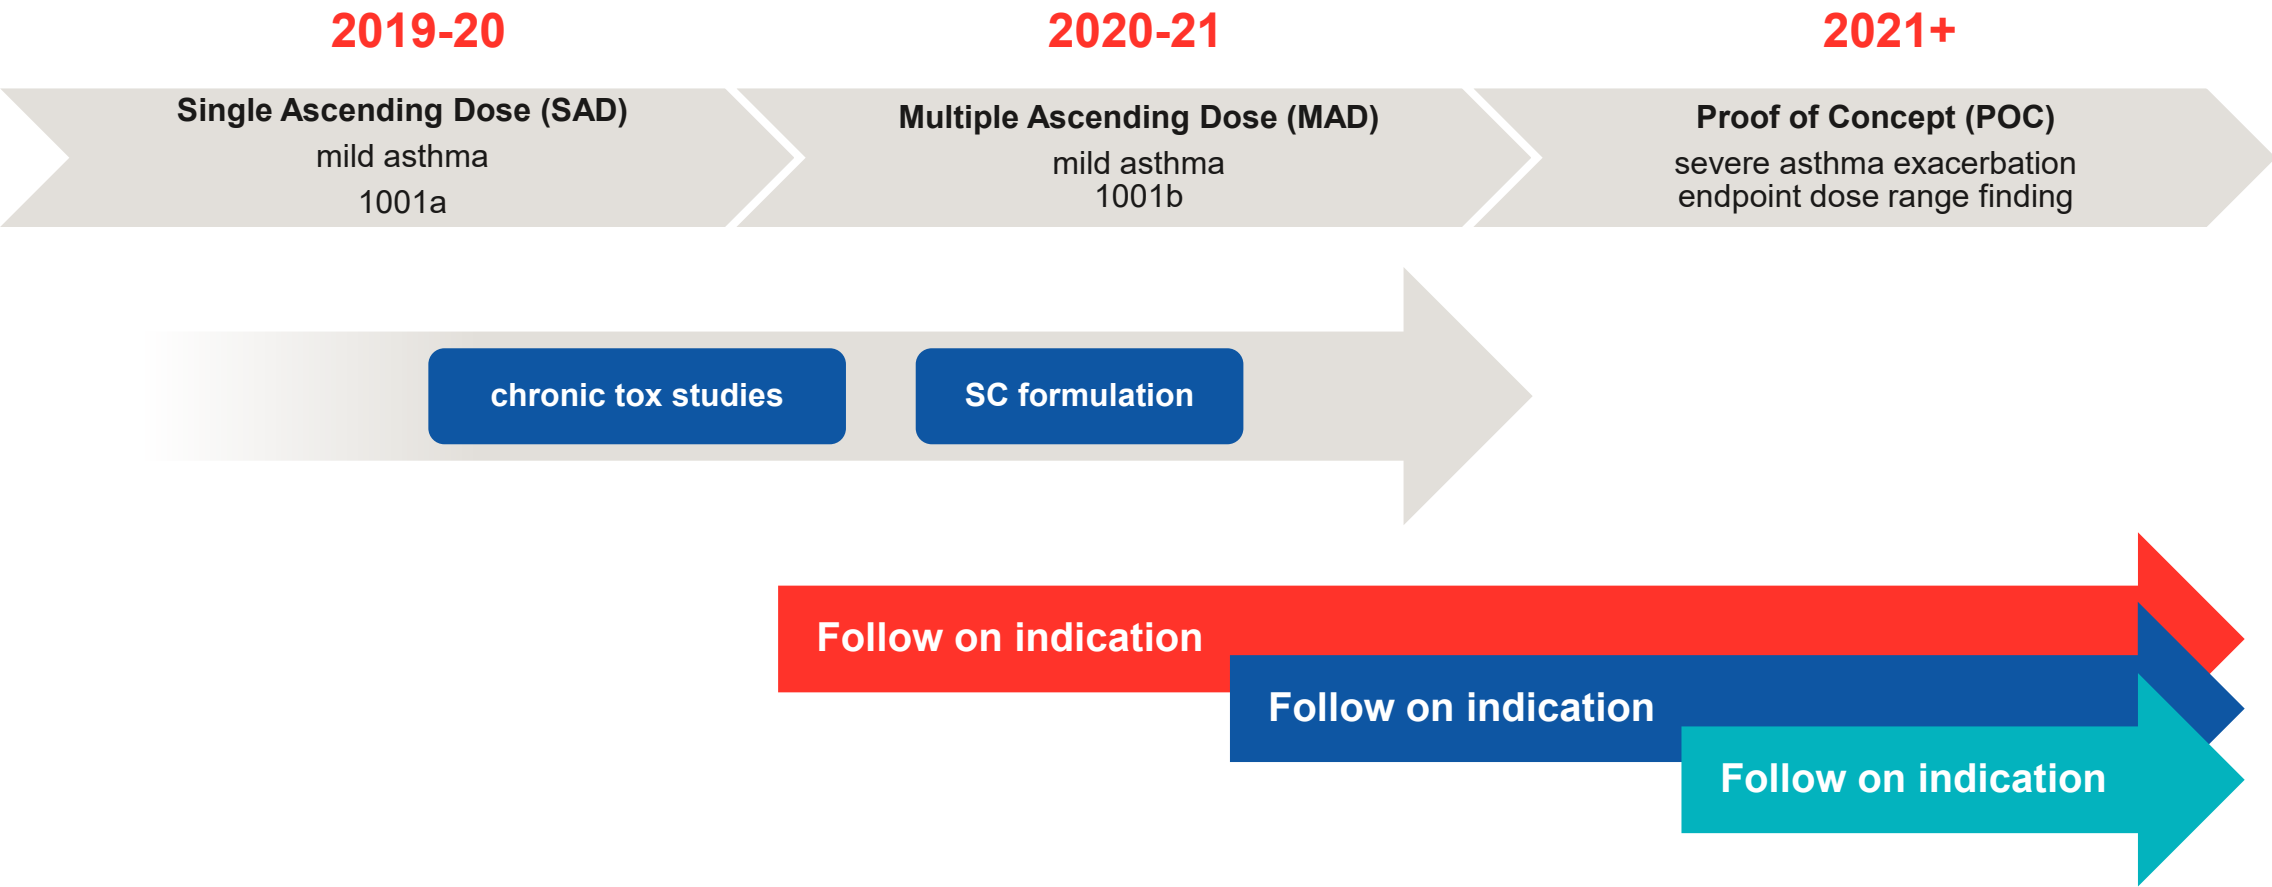 2019-20
2020-21
2021+
Single Ascending Dose (SAD)
mild asthma
1001a
Multiple Ascending Dose (MAD)
mild asthma
1001b
Proof of Concept (POC)
severe asthma exacerbation
endpoint dose range finding
chronic tox studies
SC formulation
Follow on indication
Follow on indication
Follow on indication